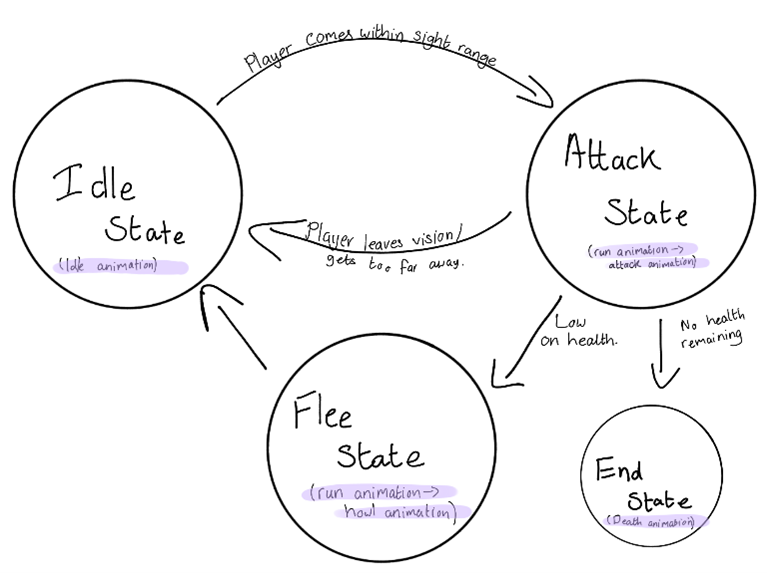 Player comes within sight range
Idle
State
(Idle animation)
Attack
State
(run animation->
attack animation)
Player leaves vision/
gets too far away.
Low
on health.
No health
remaining
Flee
State
(run animation->
howl animation)
End
State
(Death animation)